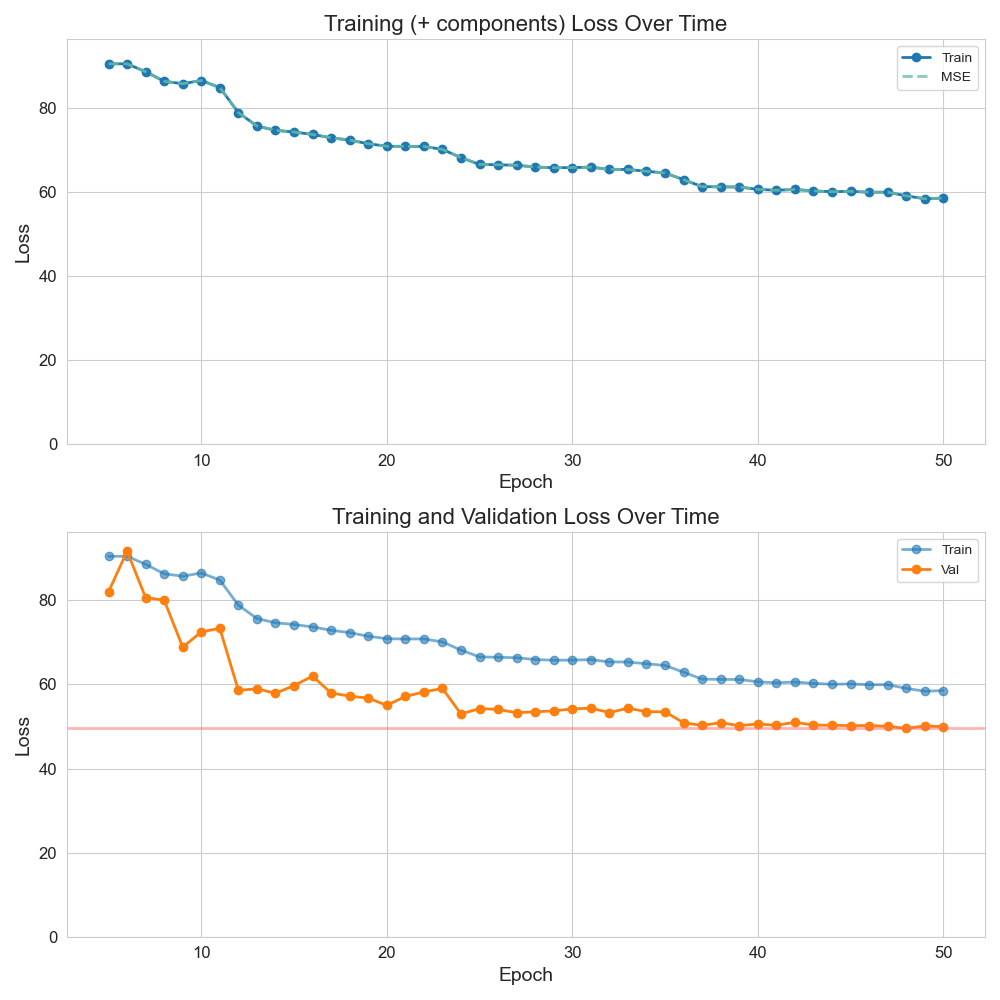 Training (+ components) Loss Over Time
Train
MSE
80
60
40
20
0
Loss
10 20 30 40 50
Epoch
Training and Validation Loss Over Time
Train
Val
80
60
40
20
0
Loss
10 20 30 40 50
Epoch